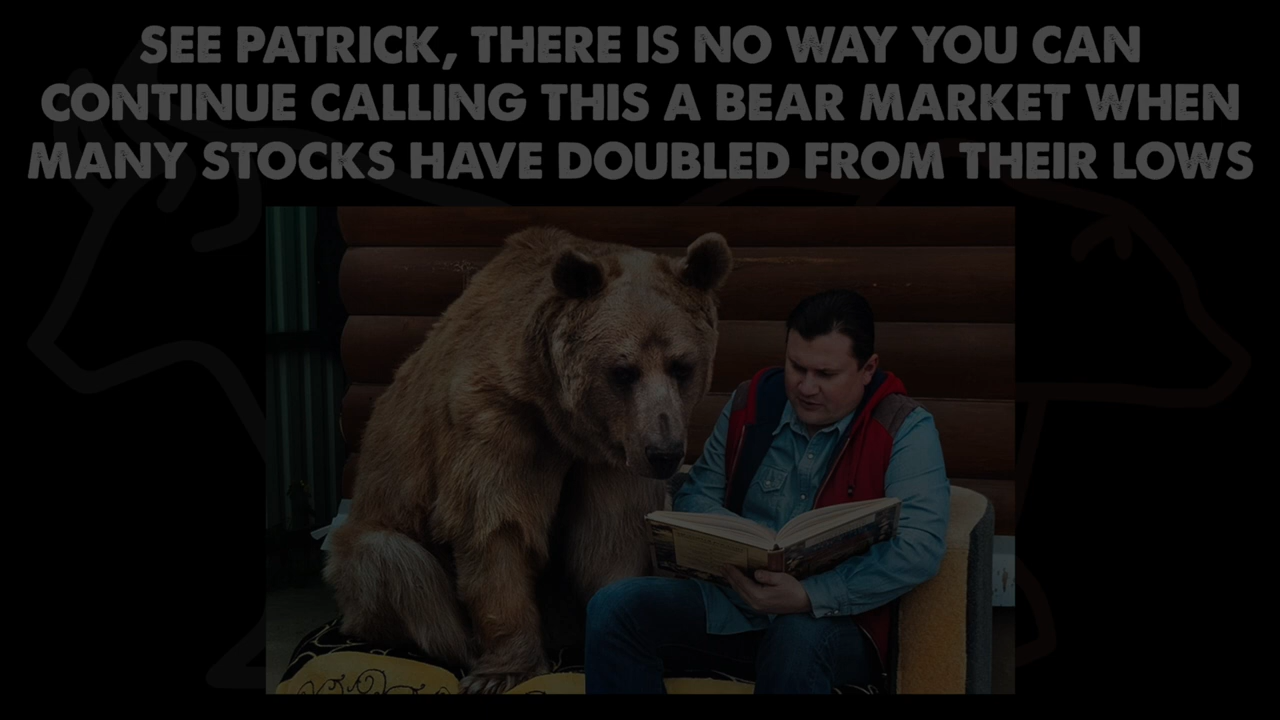 SEE PATRICK, THERE IS NO WAY YOU CAN
CONTINUE CALLING THIS A BEAR MARKET WHEN
MANY STOCKS HAVE DOUBLED FROM THEIR LOWS